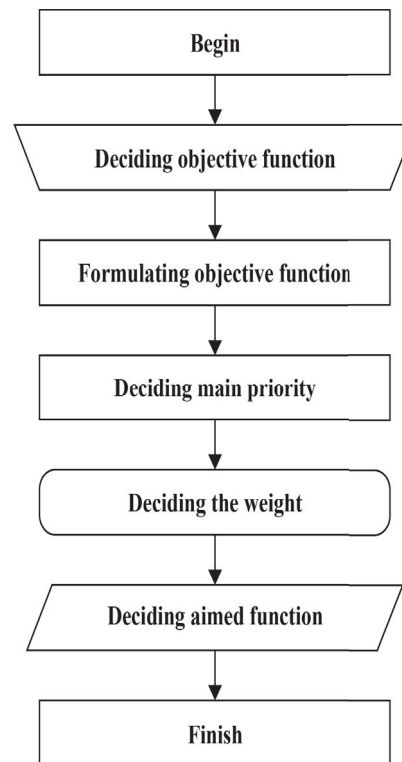 Begin
Deciding objective function
Formulating objective function
Deciding main priority
Deciding the weight
Deciding aimed function
Finish